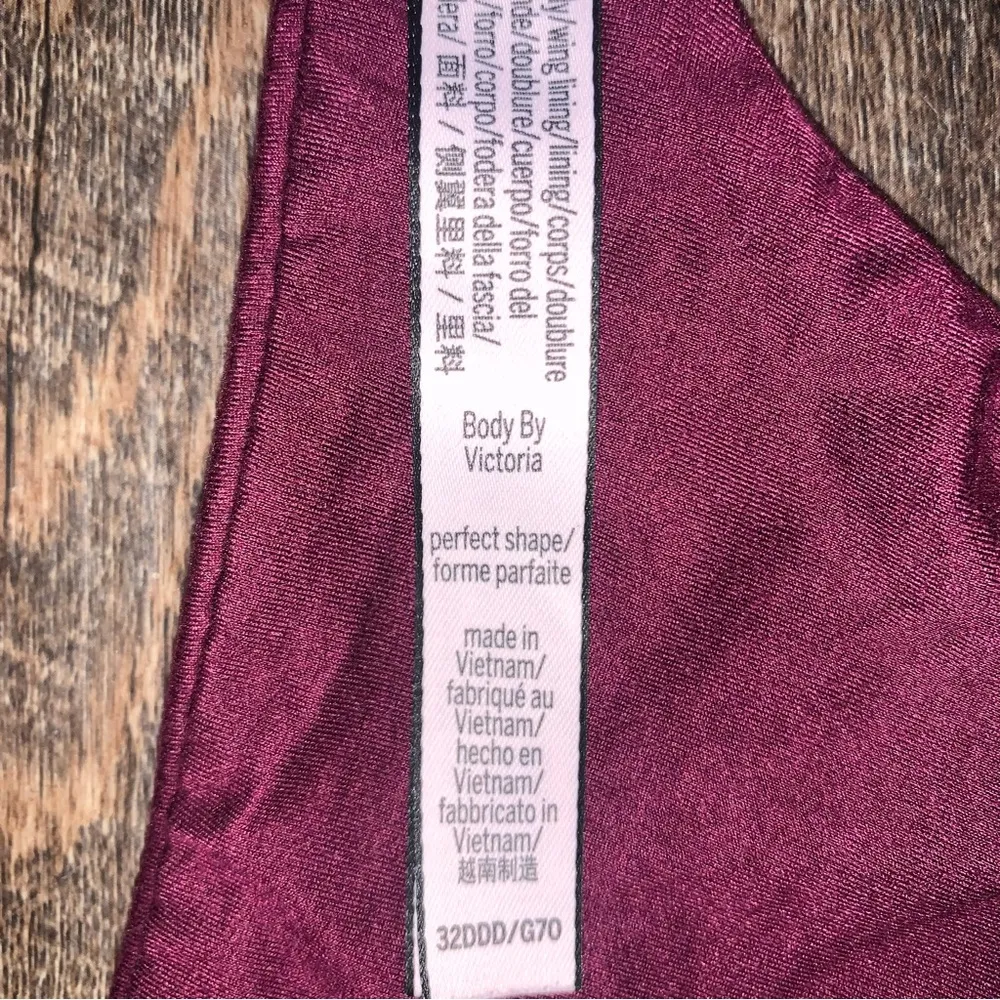 /wing lining/lining/corps/doublure
/doublure/cuerpo/forro del
/forro/corpo/fodera della fascia/
/ 面料 / 侧翼里料 / 里料
Body By
Victoria
perfect shape/
forme parfaite
made in
Vietnam/
fabriqué au
Vietnam/
hecho en
Vietnam/
fabbricato in
Vietnam/
越南制造
32DDD/G70